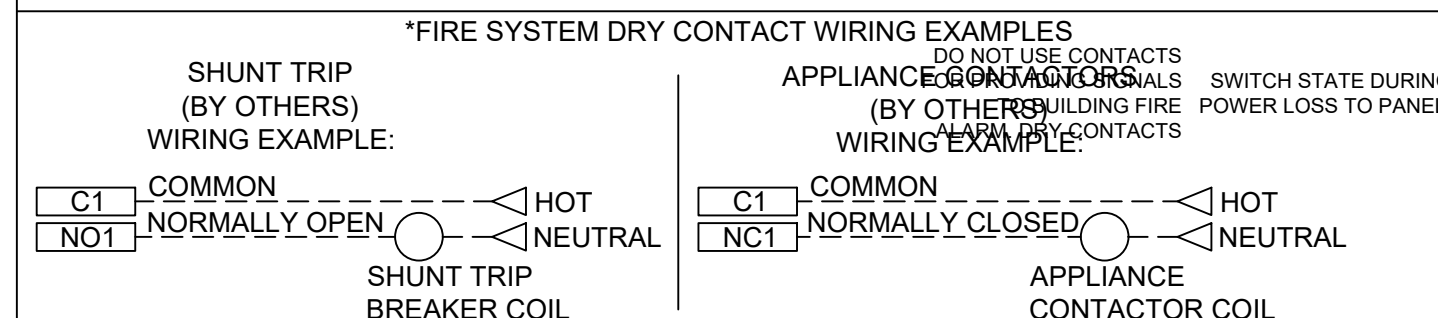 *FIRE SYSTEM DRY CONTACT WIRING EXAMPLES
SHUNT TRIP
(BY OTHERS)
WIRING EXAMPLE:
C1 COMMON HOT
NO1 NORMALLY OPEN NEUTRAL
SHUNT TRIP
BREAKER COIL
APPLIANCE CONTACTORS
(BY OTHERS)
WIRING EXAMPLE:
DO NOT USE CONTACTS
FOR PROVIDING SIGNALS
TO BUILDING FIRE
ALARM. DRY CONTACTS
SWITCH STATE DURING
POWER LOSS TO PANEL
C1 COMMON HOT
NC1 NORMALLY CLOSED NEUTRAL
APPLIANCE
CONTACTOR COIL